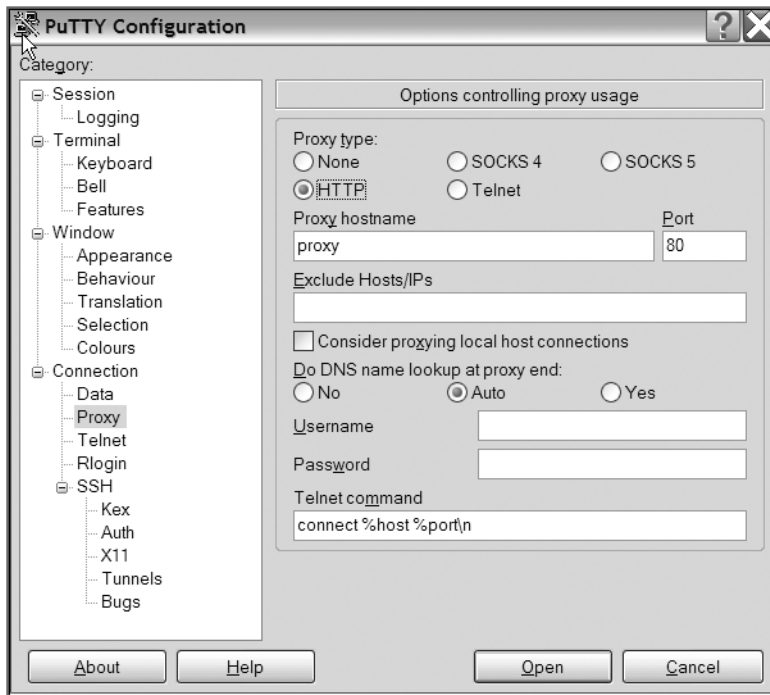 PuTTY Configuration
Category:
Session
Logging
Terminal
Keyboard
Bell
Features
Window
Appearance
Behaviour
Translation
Selection
Colours
Connection
Data
Proxy
Telnet
Rlogin
SSH
Kex
Auth
X11
Tunnels
Bugs
Options controlling proxy usage
Proxy type:
None SOCKS 4 SOCKS 5
HTTP Telnet
Proxy hostname Port
proxy 80
Exclude Hosts/IPs
Consider proxying local host connections
Do DNS name lookup at proxy end:
No Auto Yes
Username
Password
Telnet command
connect %host %port\n
About Help Open Cancel